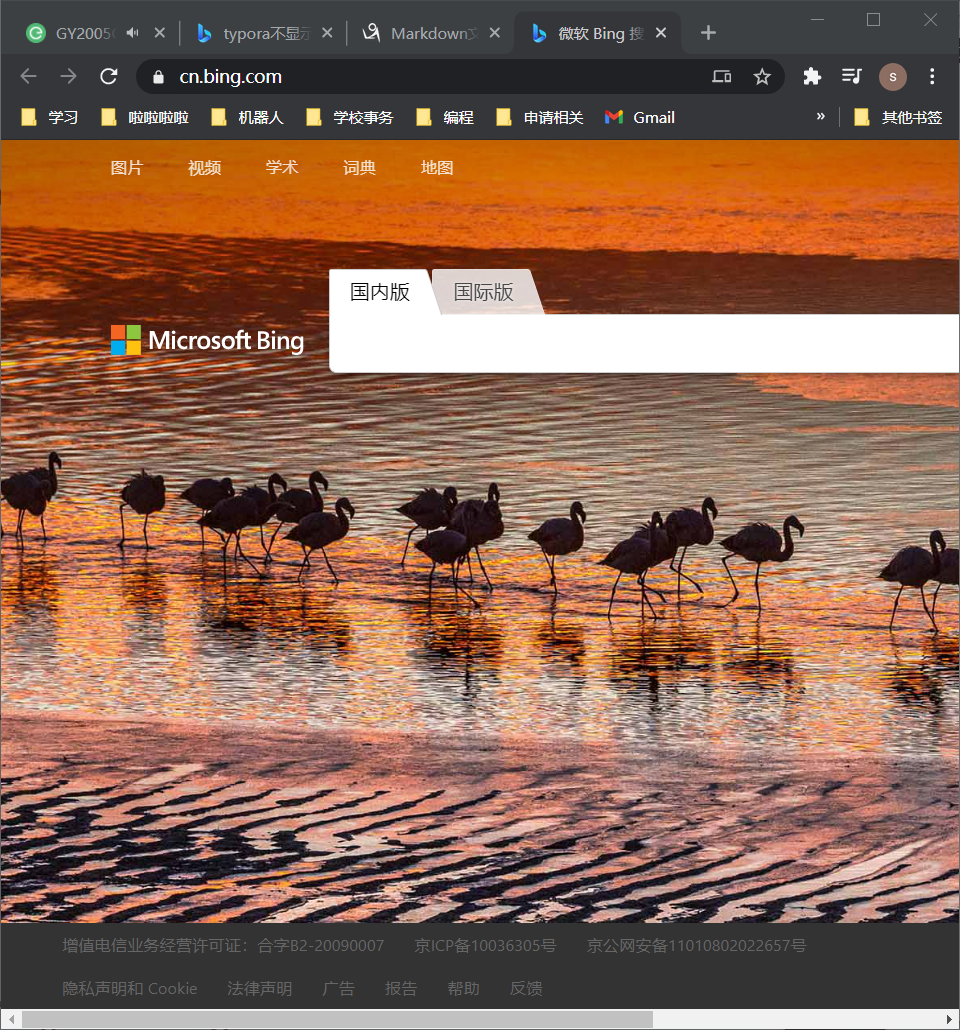 GY2005 typora不显示 Markdown文 微软 Bing 搜
cn.bing.com s
学习 啦啦啦啦 机器人 学校事务 编程 申请相关 Gmail » 其他书签
图片 视频 学术 词典 地图
国内版 国际版
Microsoft Bing
增值电信业务经营许可证：合字B2-20090007 京ICP备10036305号 京公网安备11010802022657号
隐私声明和 Cookie 法律声明 广告 报告 帮助 反馈